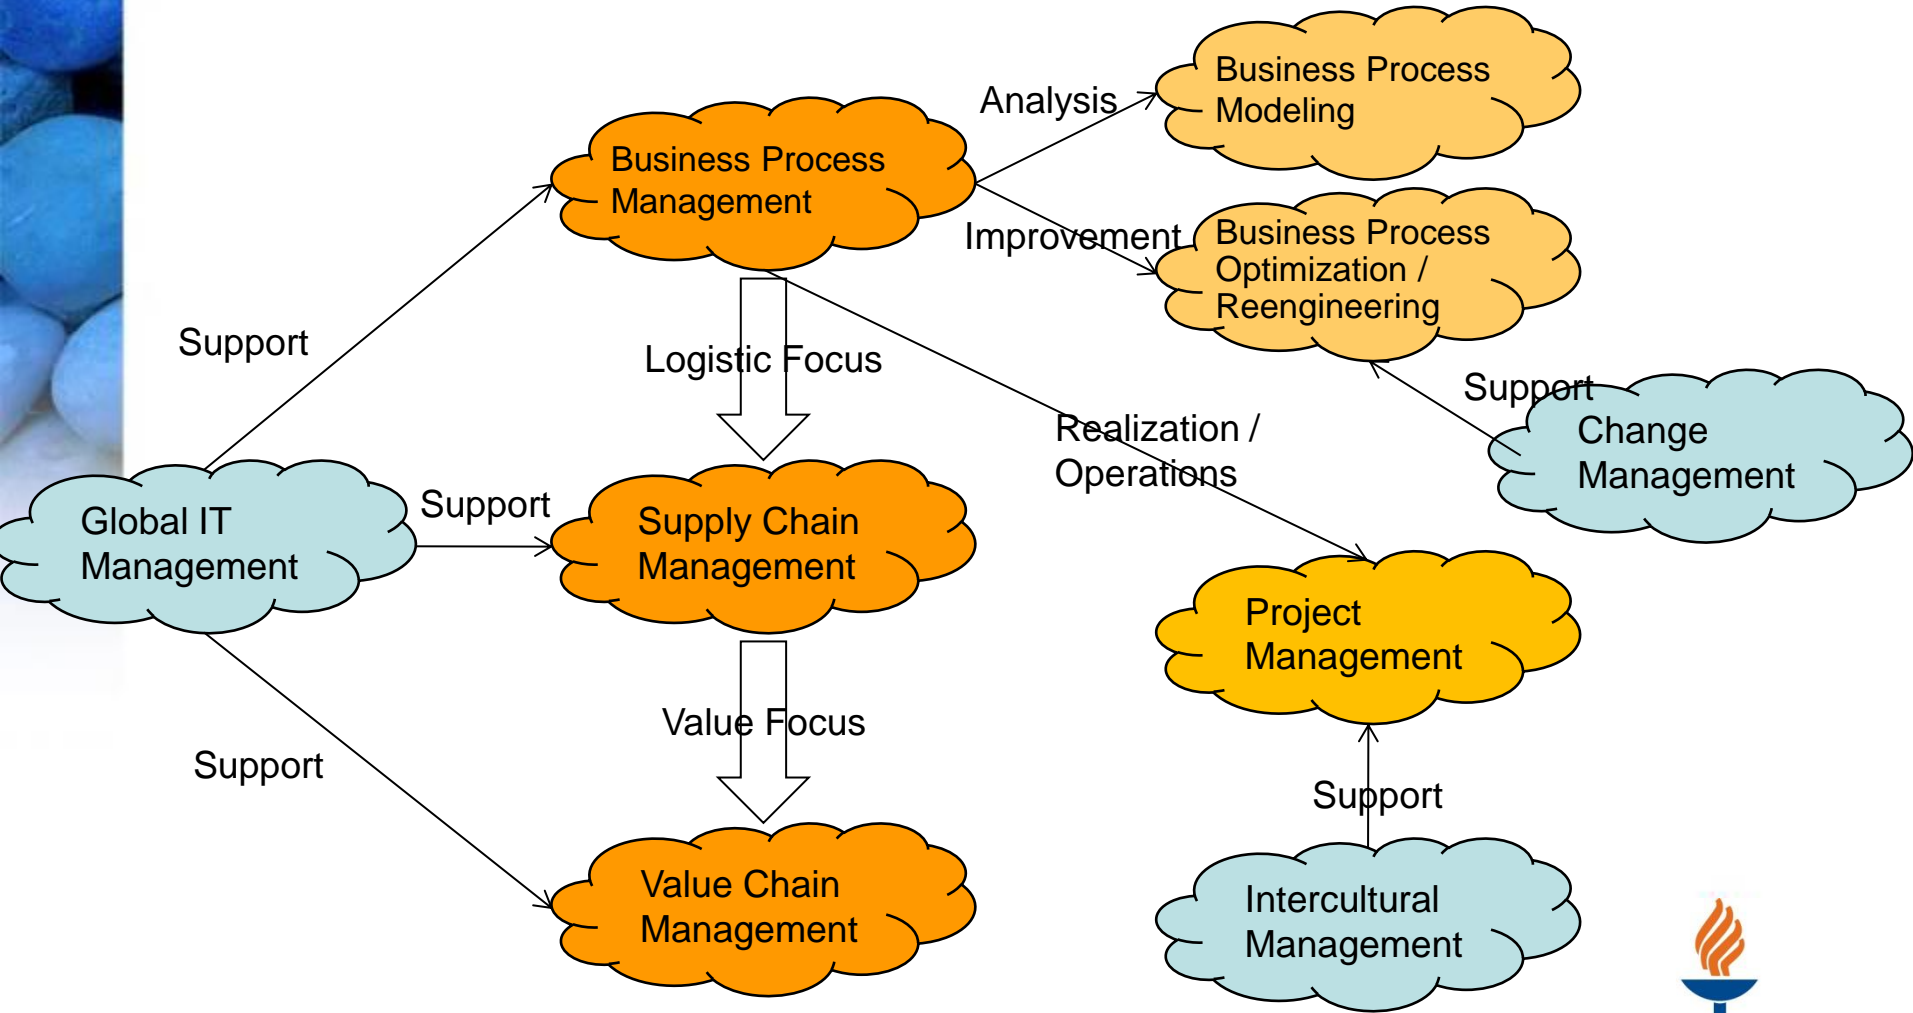 Business Process
Modeling
Analysis
Business Process
Management
Improvement
Business Process
Optimization /
Reengineering
Support
Logistic Focus
Support
Change
Management
Realization /
Operations
Global IT
Management
Support
Supply Chain
Management
Project
Management
Value Focus
Support
Support
Value Chain
Management
Intercultural
Management